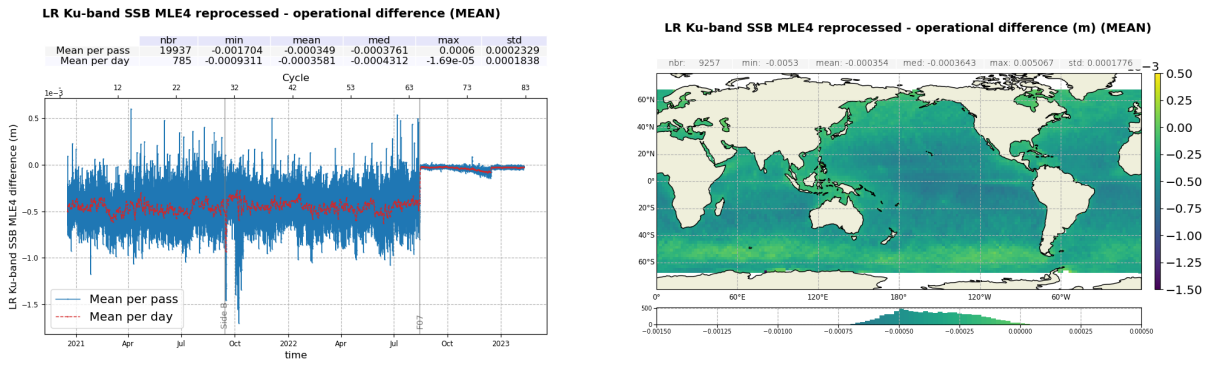 LR Ku-band SSB MLE4 reprocessed - operational difference (MEAN)
nbr min mean med max std
Mean per pass 19937 -0.001704 -0.000349 -0.0003761 0.0006 0.0002329
Mean per day 785 -0.0009311 -0.0003581 -0.0004312 -1.69e-05 0.0001838
Cycle
12 22 32 42 53 63 73 83
1e−3
LR Ku-band SSB MLE4 difference (m)
0.5
0.0
−0.5
−1.0
−1.5
Side B
F07
Mean per pass
Mean per day
2021 Apr Jul Oct 2022 Apr Jul Oct 2023
time
LR Ku-band SSB MLE4 reprocessed - operational difference (m) (MEAN)
nbr: 9257 min: -0.0053 mean: -0.000354 med: -0.0003643 max: 0.005067 std: 0.0001776
60°N
40°N
20°N
0°
20°S
40°S
60°S
0° 60°E 120°E 180° 120°W 60°W
0.50
0.25
0.00
−0.25
−0.50
−0.75
−1.00
−1.25
−1.50
500
0
−0.00150 −0.00125 −0.00100 −0.00075 −0.00050 −0.00025 0.00000 0.00025 0.00050